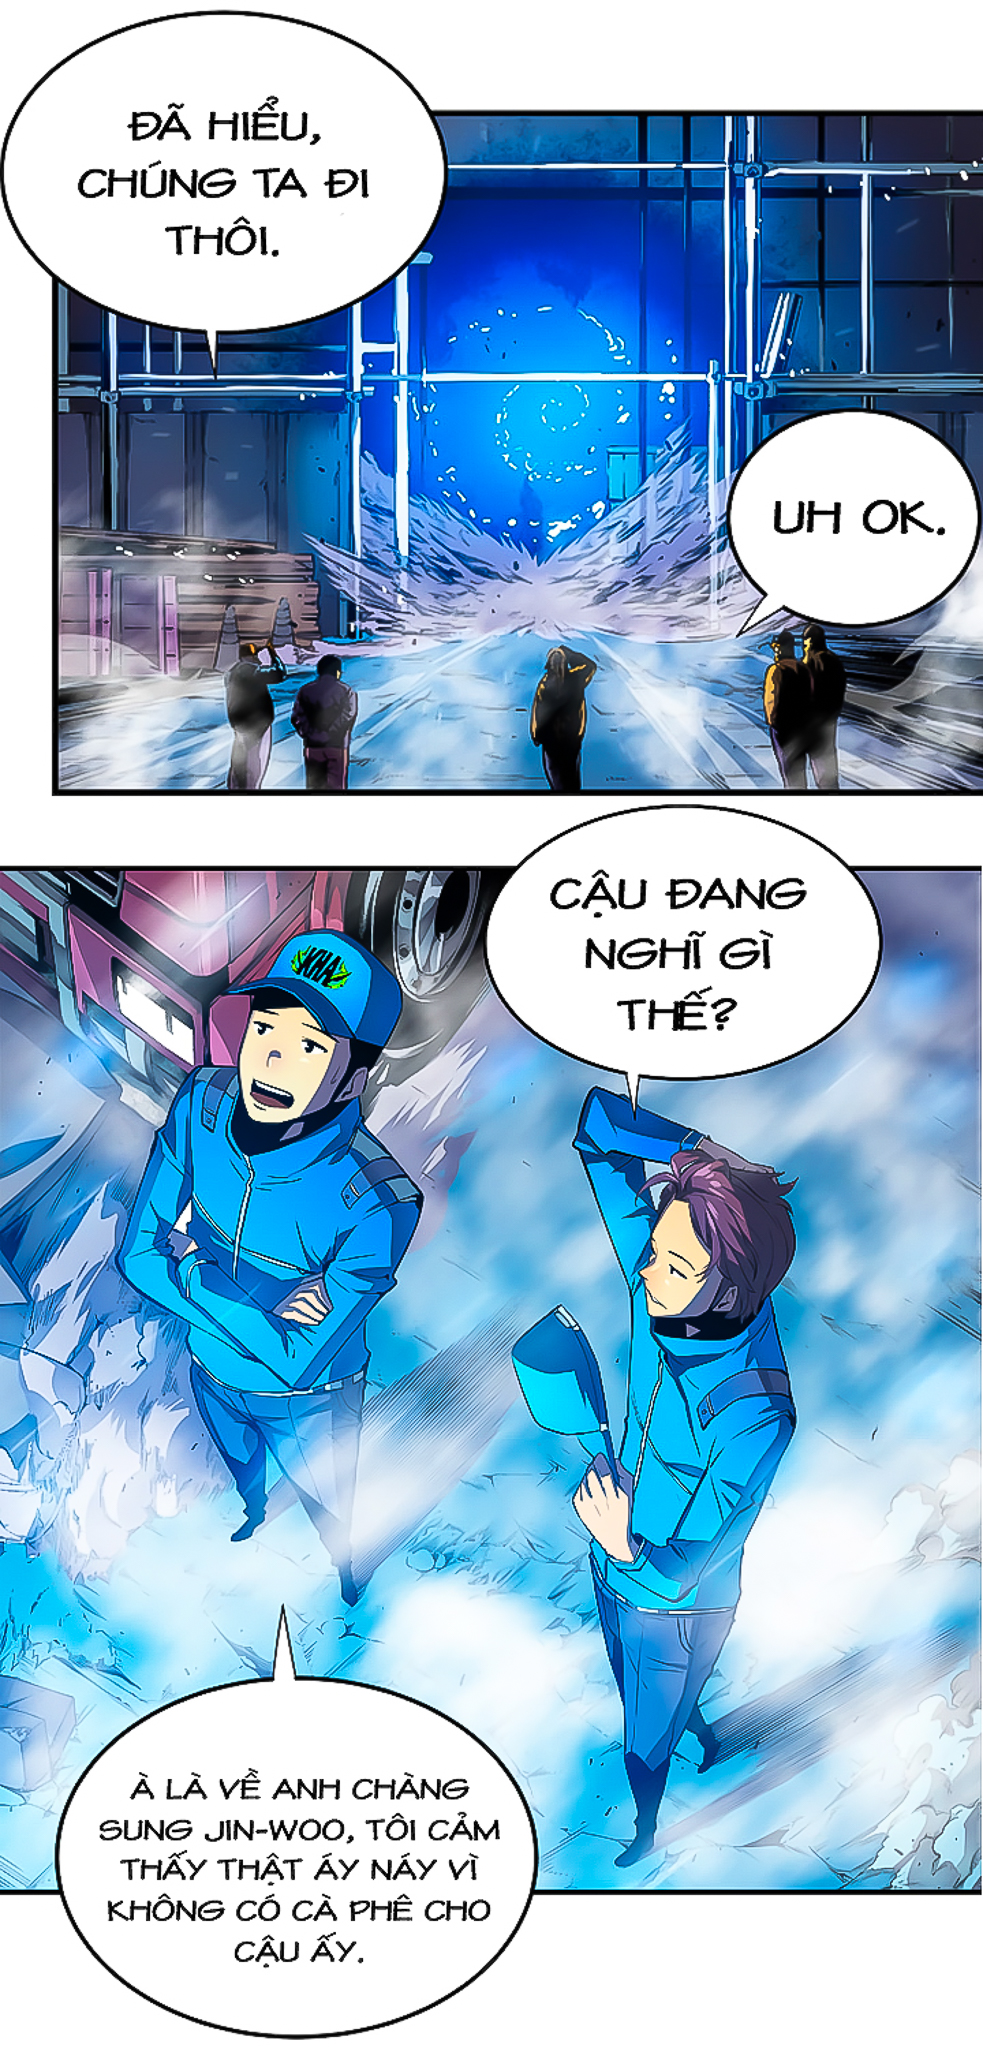 ĐÃ HIỂU,
CHÚNG TA ĐI
THÔI.
UH OK.
CẬU ĐANG
NGHĨ GÌ
THẾ?
KHA
À LÀ VỀ ANH CHÀNG
SUNG JIN-WOO, TÔI CẢM
THẤY THẬT ÁY NÁY VÌ
KHÔNG CÓ CÀ PHÊ CHO
CẬU ẤY.